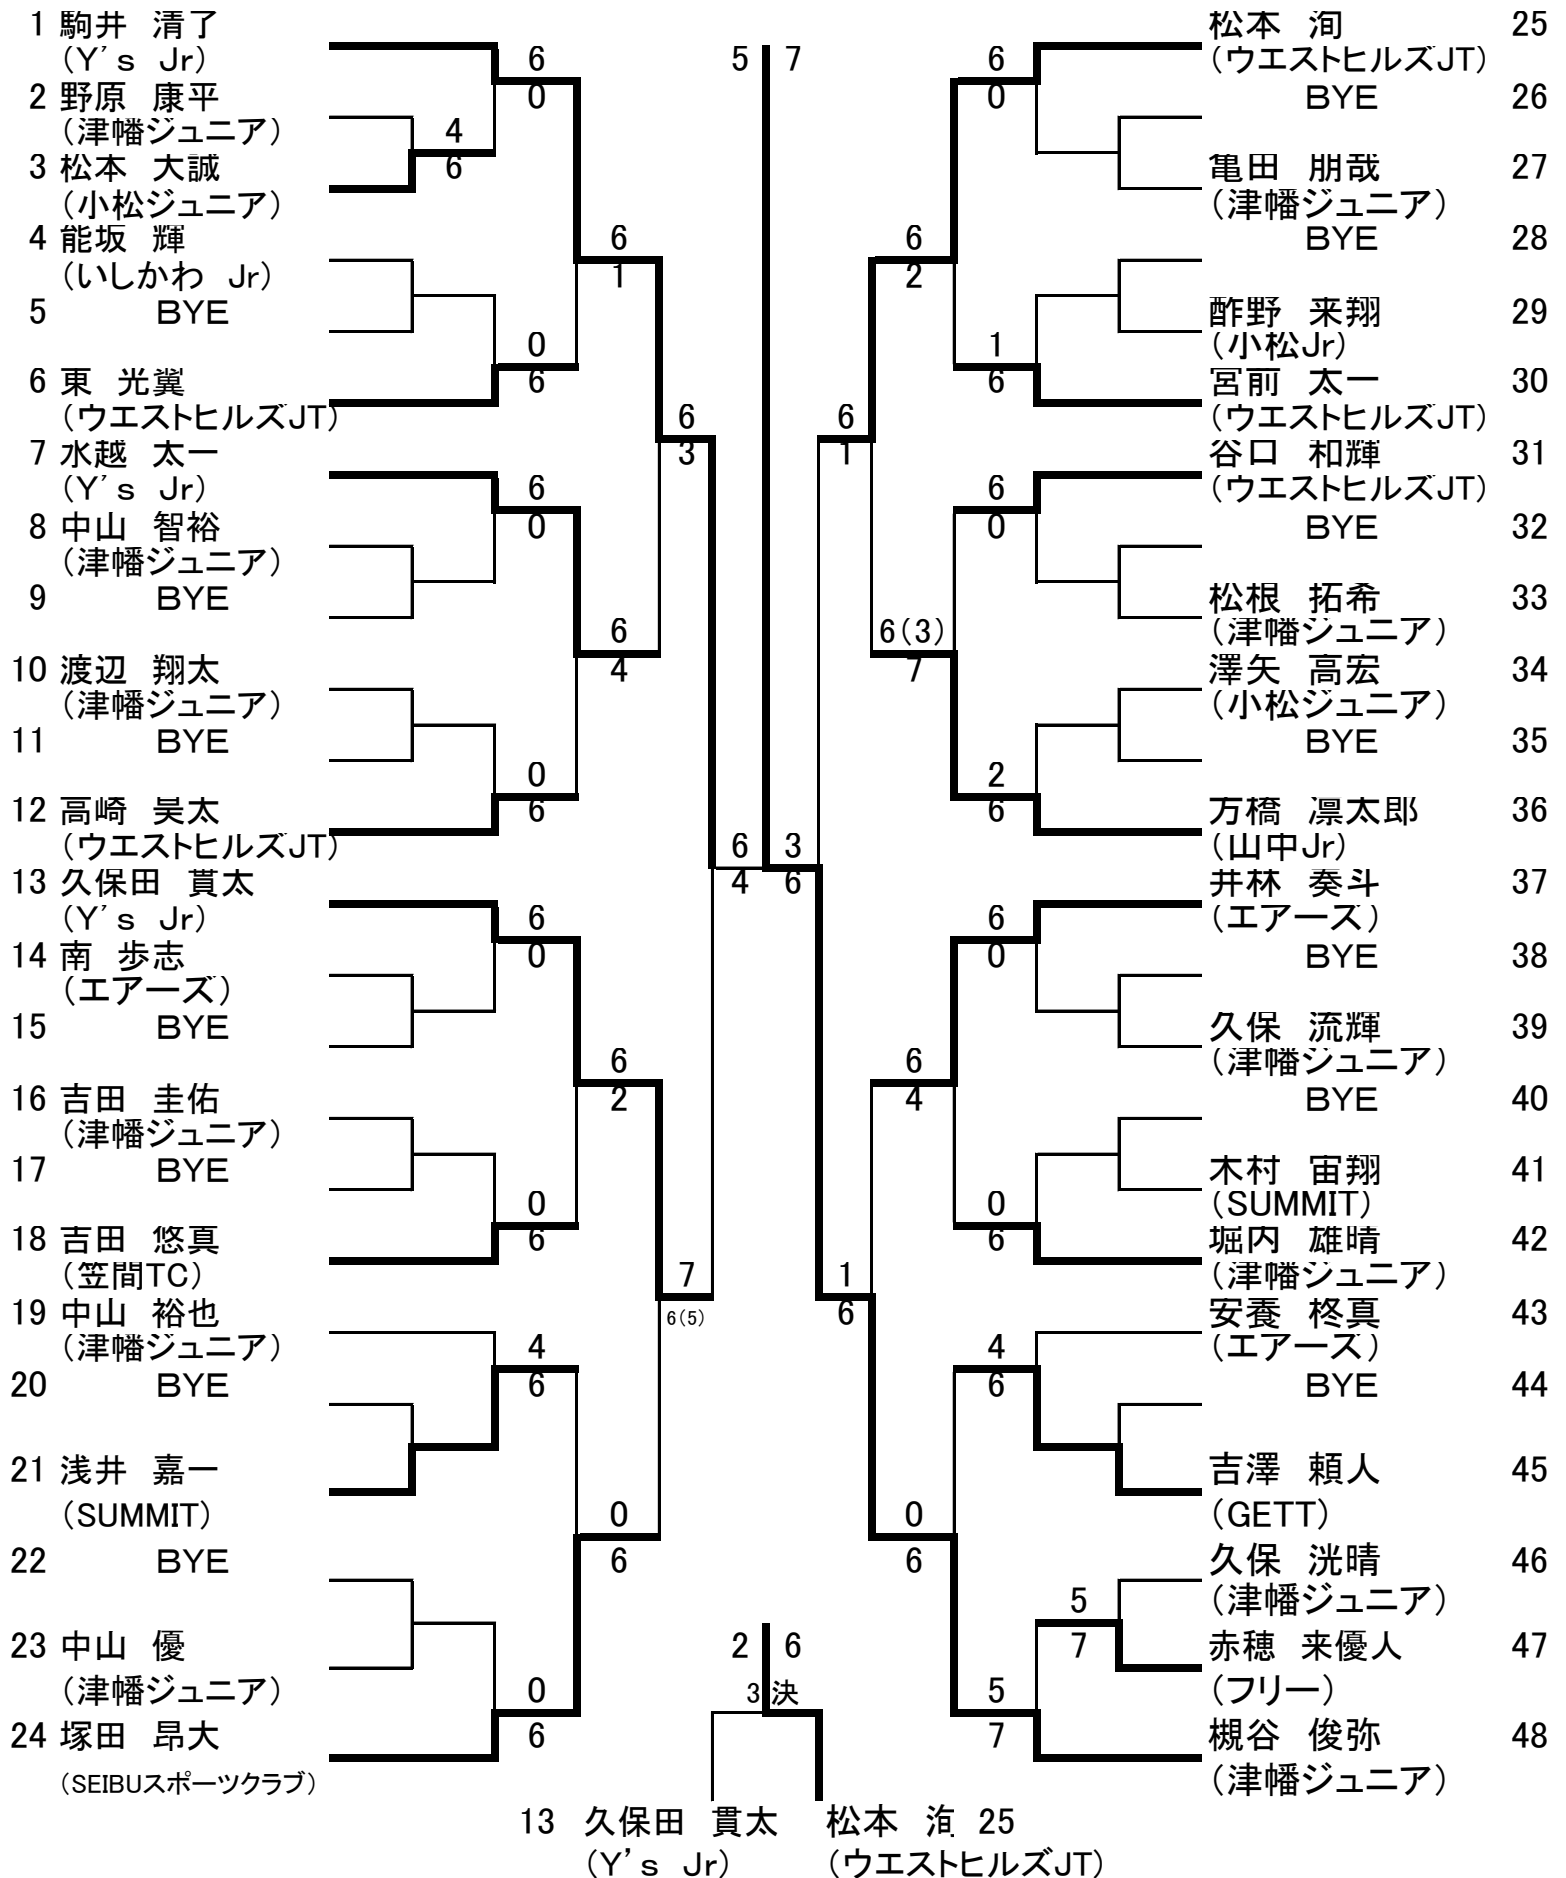 1 駒井 清了
(Y's Jr)
2 野原 康平
(津幡ジュニア)
3 松本 大誠
(小松ジュニア)
4 能坂 輝
(いしかわ Jr)
5 BYE
6 東 光翼
(ウエストヒルズJT)
7 水越 太一
(Y's Jr)
8 中山 智裕
(津幡ジュニア)
9 BYE
10 渡辺 翔太
(津幡ジュニア)
11 BYE
12 高崎 昊太
(ウエストヒルズJT)
13 久保田 貫太
(Y's Jr)
14 南 歩志
(エアーズ)
15 BYE
16 吉田 圭佑
(津幡ジュニア)
17 BYE
18 吉田 悠真
(笠間TC)
19 中山 裕也
(津幡ジュニア)
20 BYE
21 浅井 嘉一
(SUMMIT)
22 BYE
23 中山 優
(津幡ジュニア)
24 塚田 昂大
(SEIBUスポーツクラブ)
6
0
4
6
0
6
6
0
0
6
6
0
0
6
4
6
0
6
6
1
6
4
6
2
0
6
6
3
7
6(5)
6
4
5 7
3
6
6
1
1
6
6
2
6(3)
7
6
4
0
6
6
0
1
6
6
0
2
6
6
0
0
6
4
6
5
7
5
7
松本 洵 25
(ウエストヒルズJT)
BYE 26
亀田 朋哉 27
(津幡ジュニア)
BYE 28
酢野 来翔 29
(小松Jr)
宮前 太一 30
(ウエストヒルズJT)
谷口 和輝 31
(ウエストヒルズJT)
BYE 32
松根 拓希 33
(津幡ジュニア)
澤矢 高宏 34
(小松ジュニア)
BYE 35
万橋 凛太郎 36
(山中Jr)
井林 奏斗 37
(エアーズ)
BYE 38
久保 流輝 39
(津幡ジュニア)
BYE 40
木村 宙翔 41
(SUMMIT)
堀内 雄晴 42
(津幡ジュニア)
安養 柊真 43
(エアーズ)
BYE 44
吉澤 頼人 45
(GETT)
久保 洸晴 46
(津幡ジュニア)
赤穂 来優人 47
(フリー)
槻谷 俊弥 48
(津幡ジュニア)
2 6
3決
13 久保田 貫太 松本 洵 25
(Y's Jr) (ウエストヒルズJT)